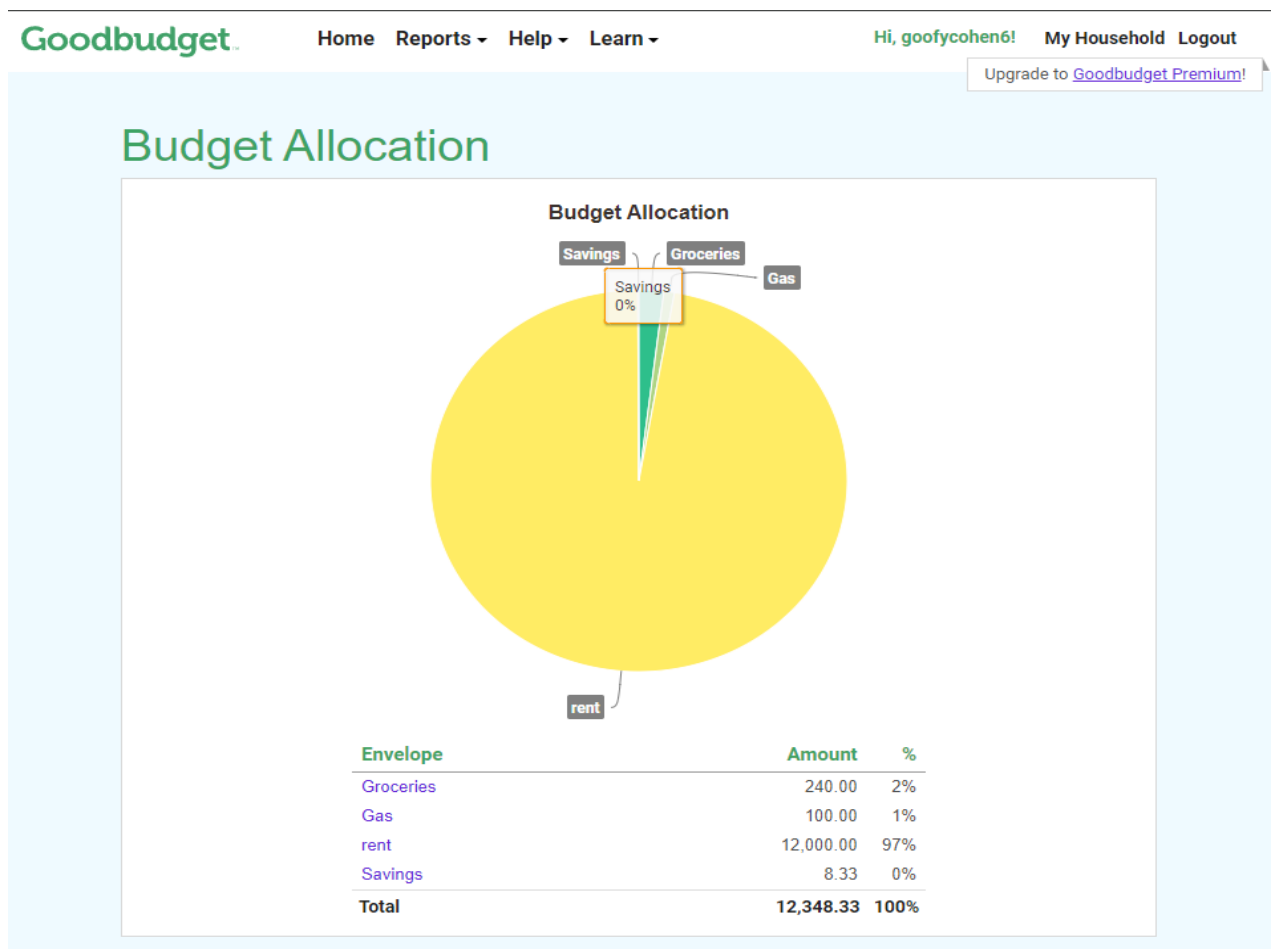 Goodbudget Home Reports Help Learn Hi, goofycohen6! My Household Logout
Upgrade to Goodbudget Premium!
Budget Allocation
Budget Allocation
Savings Groceries
Gas
Savings
0%
rent
Envelope Amount %
Groceries 240.00 2%
Gas 100.00 1%
rent 12,000.00 97%
Savings 8.33 0%
Total 12,348.33 100%